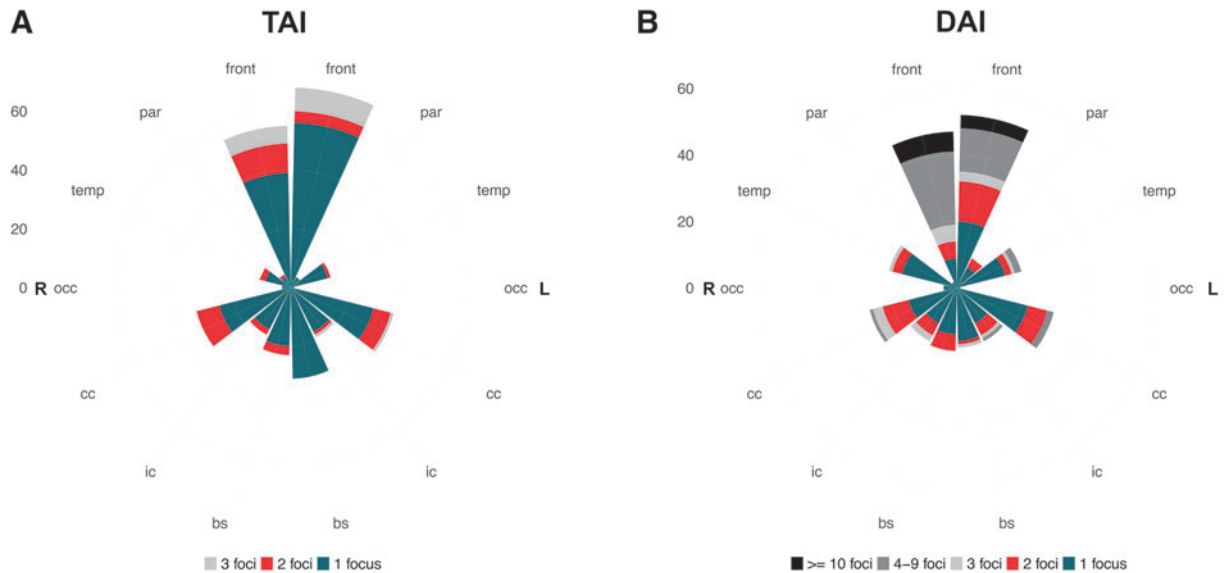 A
TAI
front
front
60
par
par
40
temp
temp
20
0
R
occ
occ
L
cc
cc
ic
ic
bs
bs
3 foci
2 foci
1 focus
B
DAI
60
front
front
par
par
40
temp
temp
20
0
R
occ
occ
L
cc
cc
ic
ic
bs
bs
>= 10 foci
4–9 foci
3 foci
2 foci
1 focus